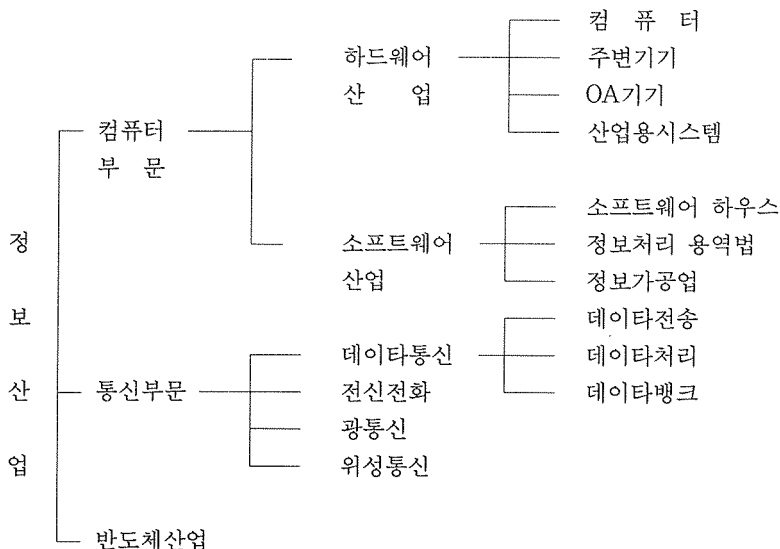 컴 퓨 터
하드웨어 주변기기
산 업 OA기기
컴퓨터 산업용시스템
부 문
소프트웨어 하우스
정 소프트웨어 정보처리 용역법
산업 정보가공업
보 데이타전송
데이타통신 데이타처리
산 통신부문 전신전화 데이타뱅크
광통신
업 위성통신
반도체산업